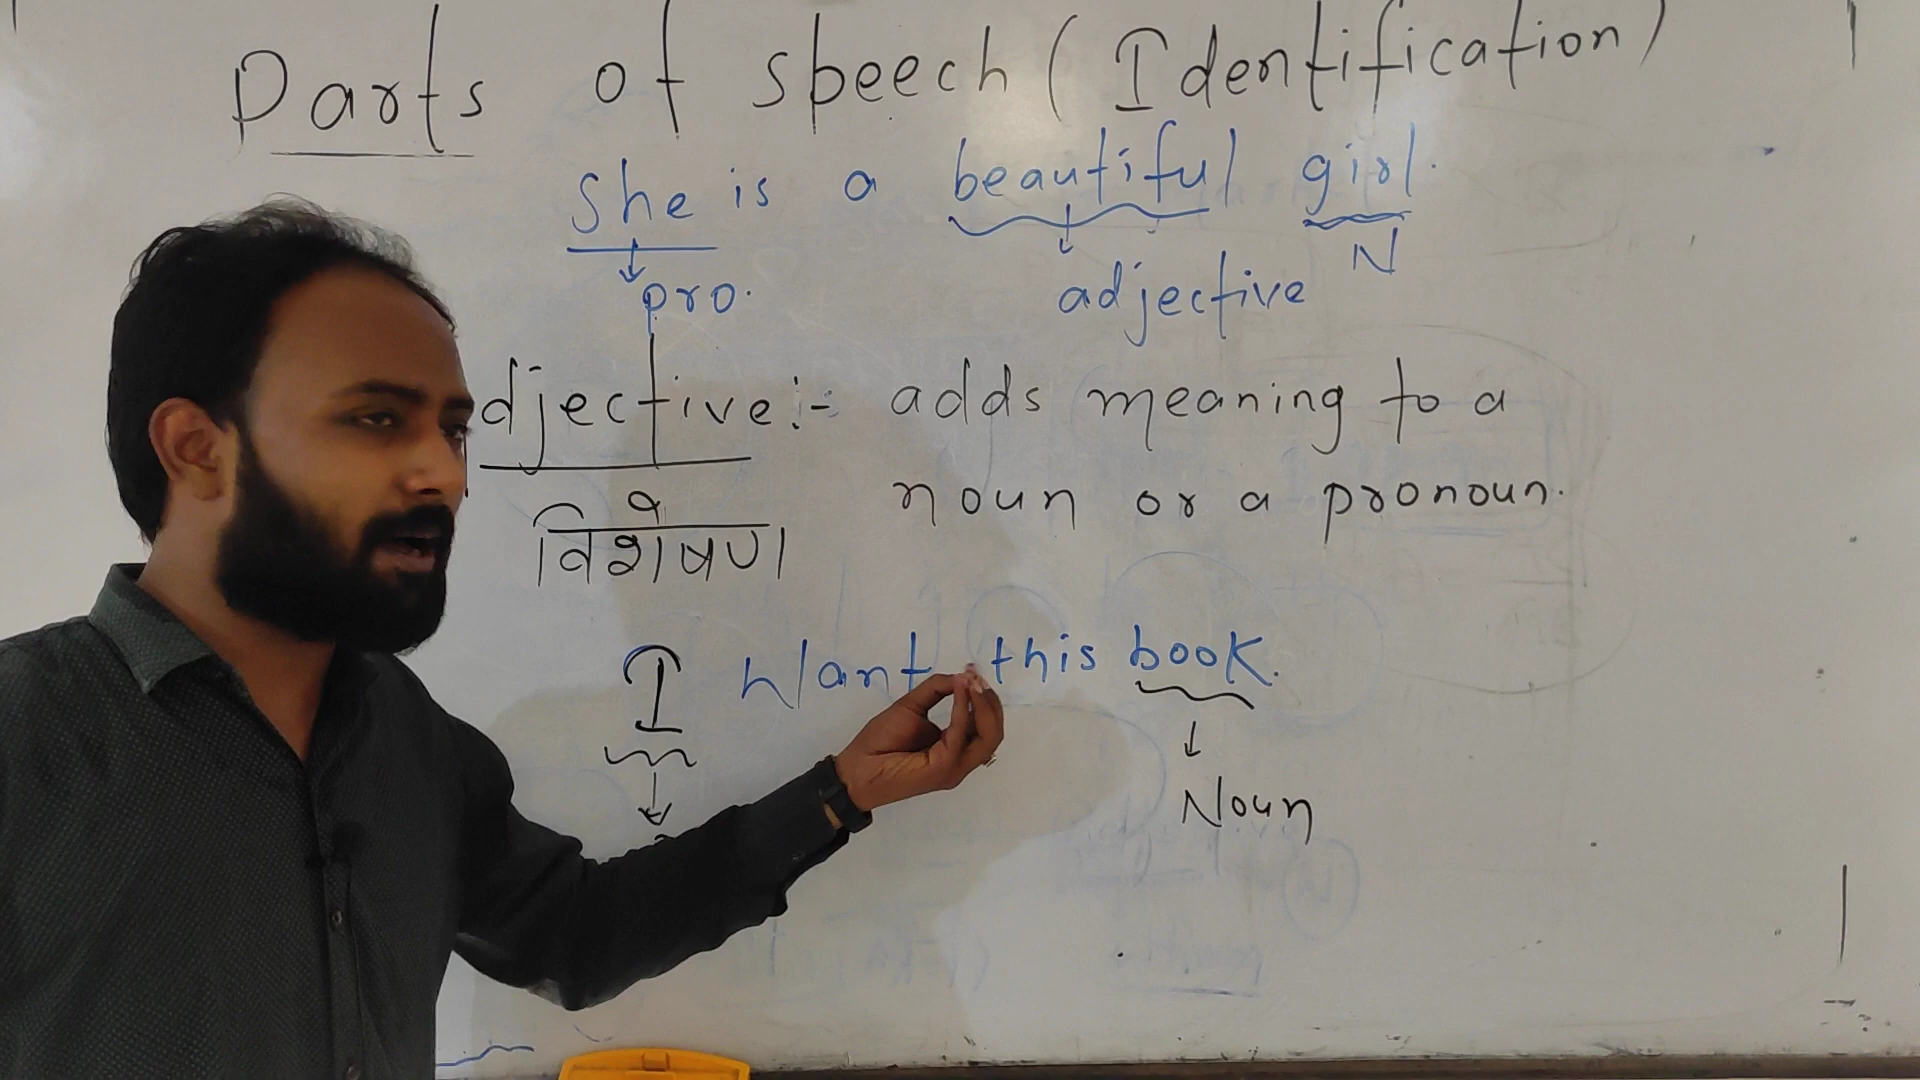 Parts of speech (Identification)
She is a beautiful girl.
N
pro. adjective
djective:- adds meaning to a
noun or a pronoun.
विशेषण
I want this book.
Noun